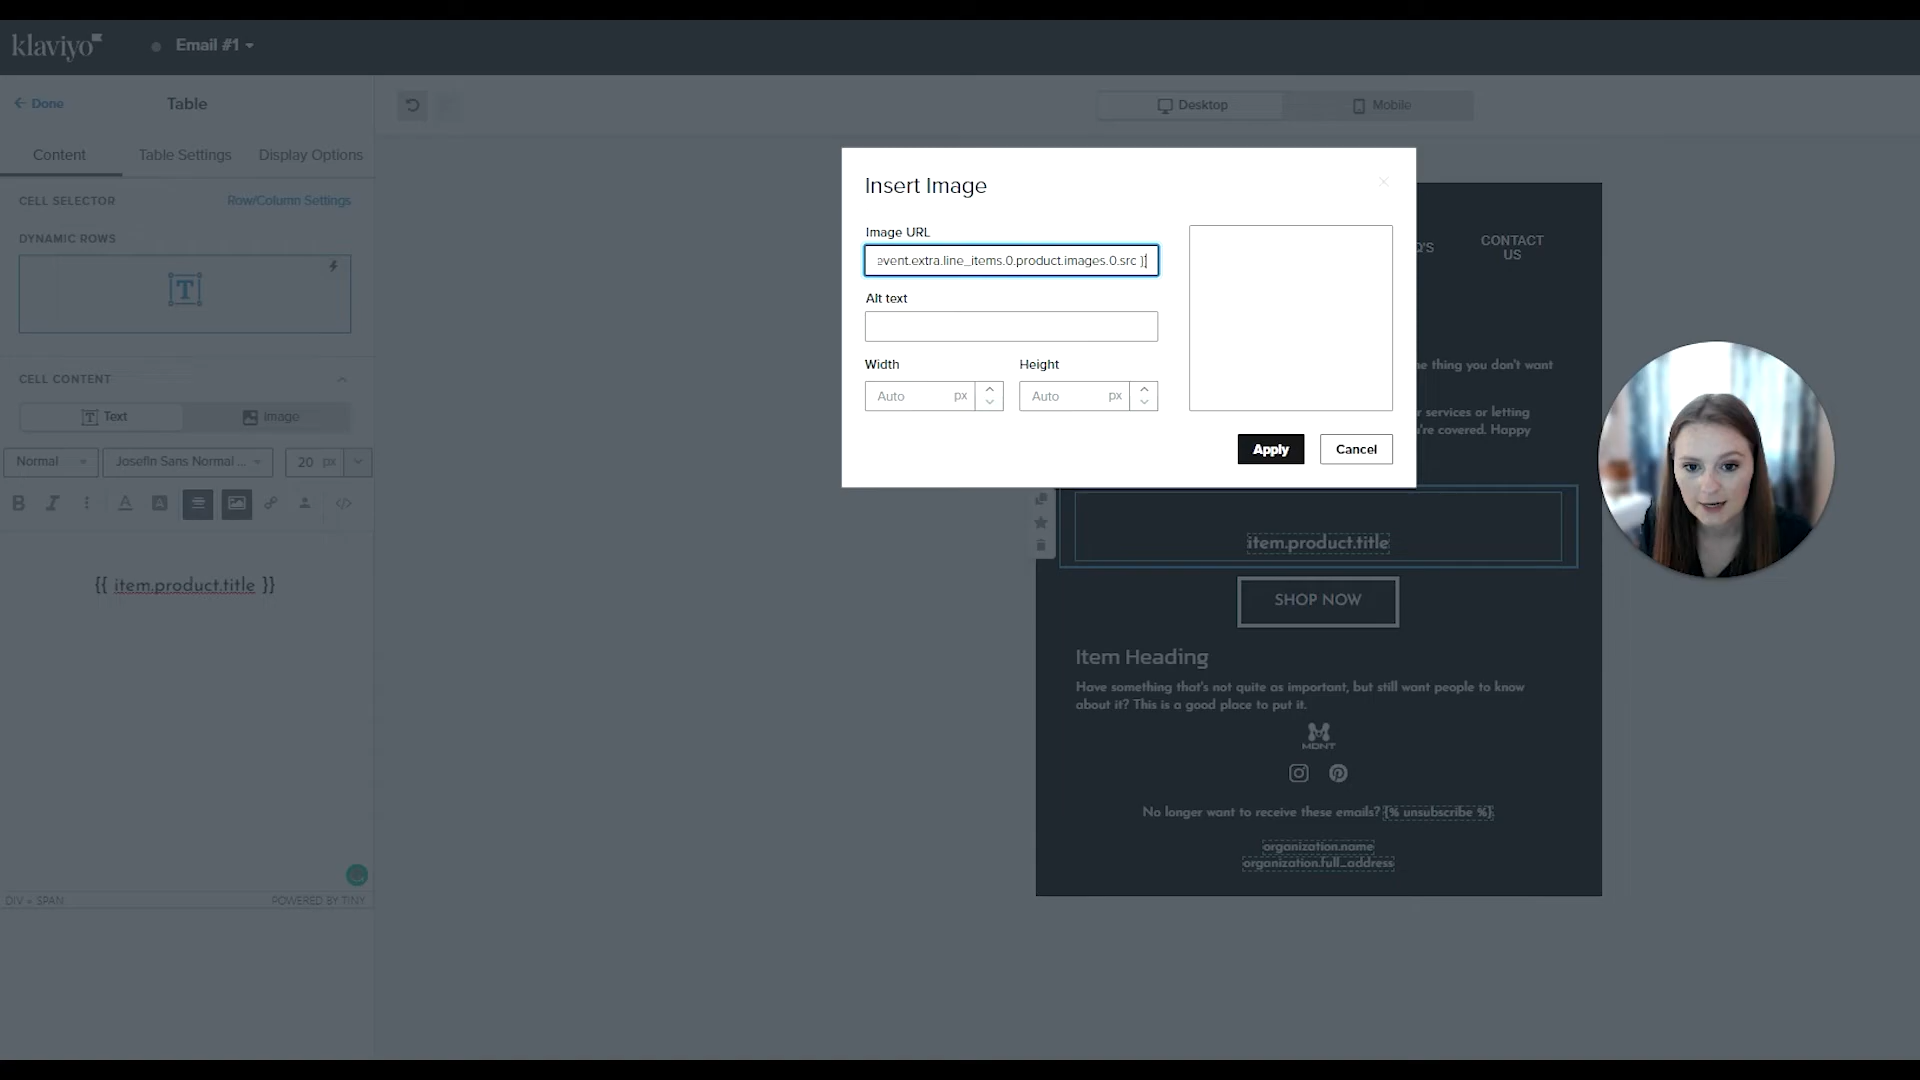 klaviyo
Email #1
Done
Table
Desktop
Mobile
Content
Table Settings
Display Options
CELL SELECTOR
Row/Column Settings
DYNAMIC ROWS
T
CELL CONTENT
Text
Image
Normal
Josefin Sans Normal ...
20 px
B
I
A
A
{{ item.product.title }}
DIV » SPAN
POWERED BY TINY
Insert Image
Image URL
event.extra.line_items.0.product.images.0.src }}
Alt text
Width
Height
Auto px
Auto px
Apply
Cancel
Q'S
CONTACT
US
e thing you don't want
r services or letting
're covered. Happy
item.product.title
SHOP NOW
Item Heading
Have something that's not quite as important, but still want people to know
about it? This is a good place to put it.
MDNT
No longer want to receive these emails? {% unsubscribe %}
organization.name
organization.full_address